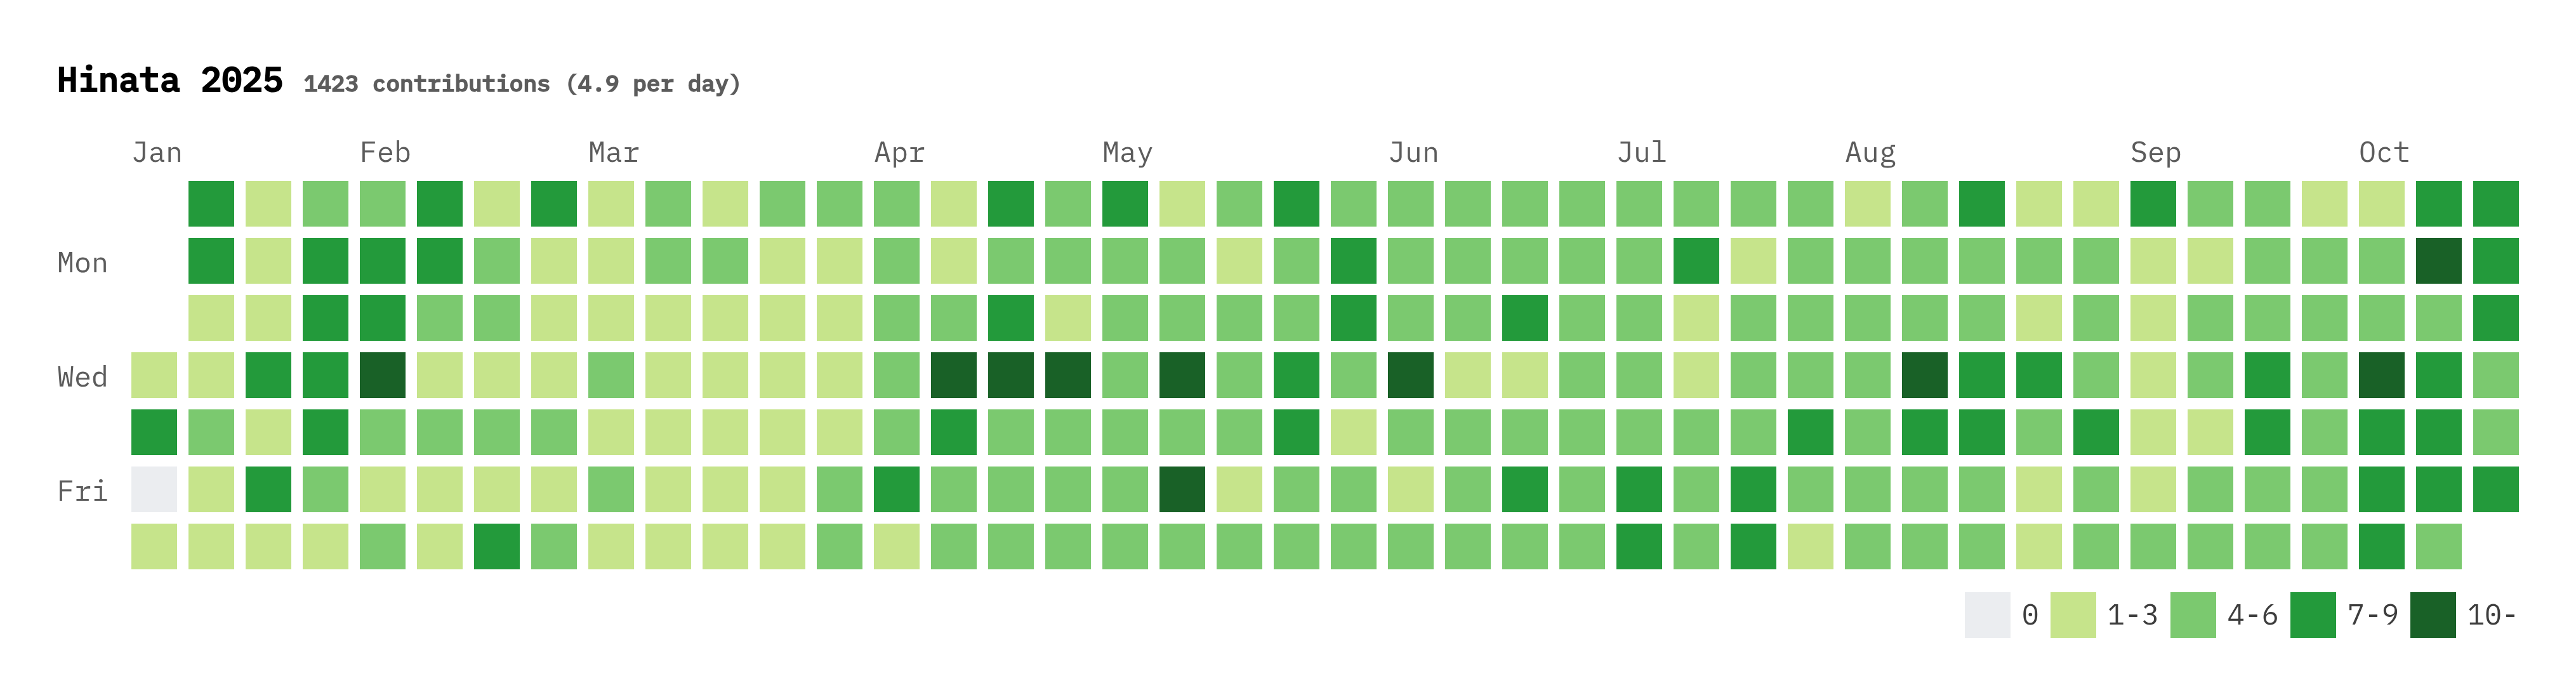 Hinata 2025 1423 contributions (4.9 per day)
Jan Feb Mar Apr May Jun Jul Aug Sep Oct
Mon
Wed
Fri
0 1-3 4-6 7-9 10-